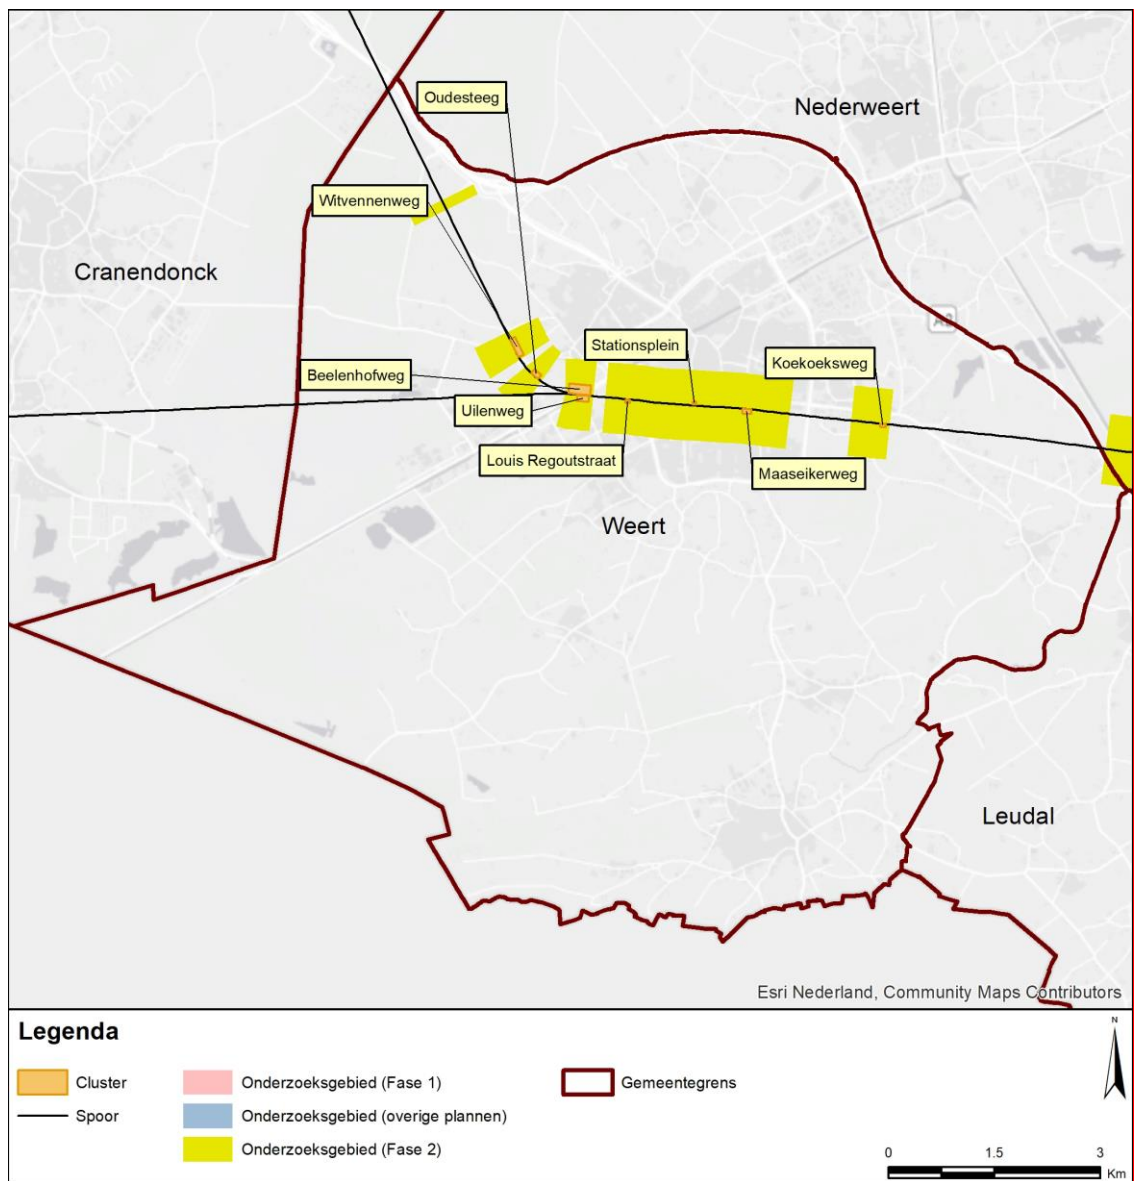 Oudesteeg
Nederweert
Witvennenweg
Cranendonck
A2
Stationsplein
Koekoeksweg
Beelenhofweg
Uilenweg
Louis Regoutstraat
Maaseikerweg
Weert
Leudal
Esri Nederland, Community Maps Contributors
Legenda
N
Cluster
Onderzoeksgebied (Fase 1)
Gemeentegrens
Spoor
Onderzoeksgebied (overige plannen)
Onderzoeksgebied (Fase 2)
0 1.5 3
Km